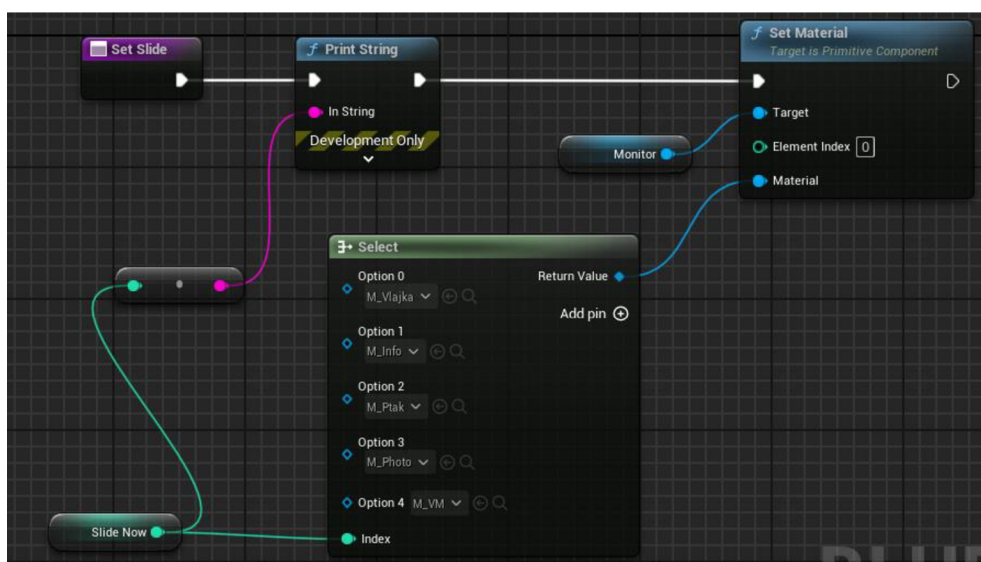 Set Slide
Print String
In String
Development Only
Set Material
Target is Primitive Component
Target
Element Index 0
Material
Monitor
Select
Option 0
M_Vlajka
Return Value
Add pin
Option 1
M_Info
Option 2
M_Ptak
Option 3
M_Photo
Option 4 M_VM
Index
Slide Now